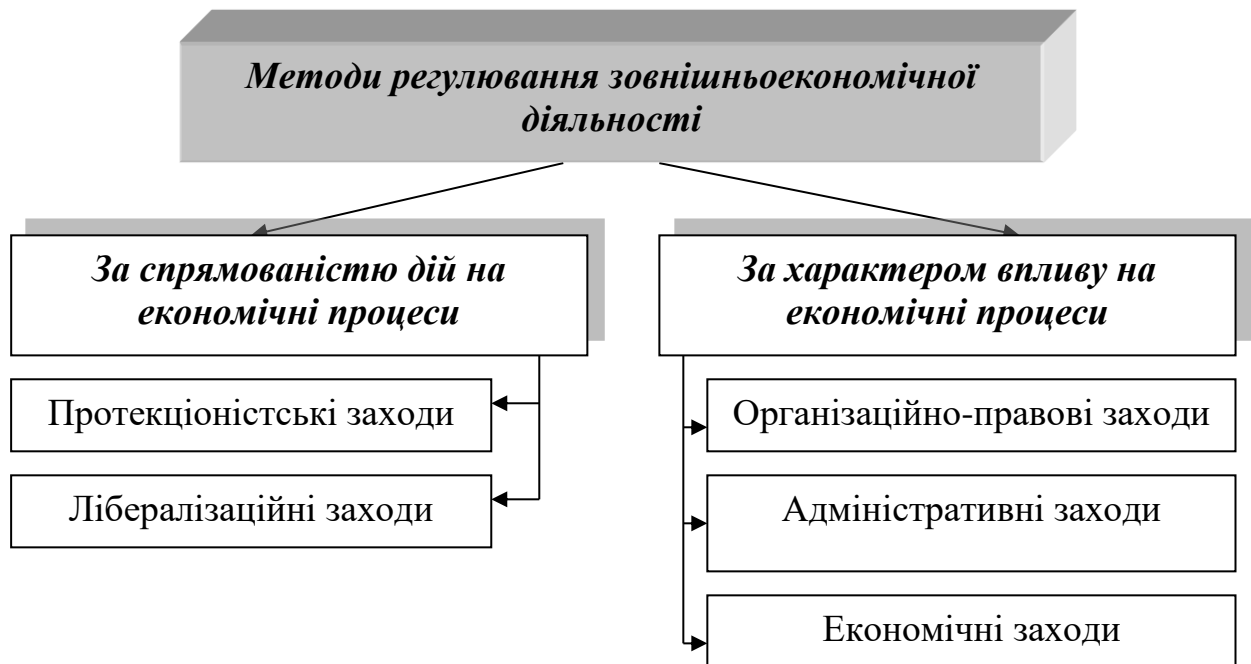 Методи регулювання зовнішньоекономічної
діяльності
За спрямованістю дій на
економічні процеси
Протекціоністські заходи
Лібералізаційні заходи
За характером впливу на
економічні процеси
Організаційно-правові заходи
Адміністративні заходи
Економічні заходи